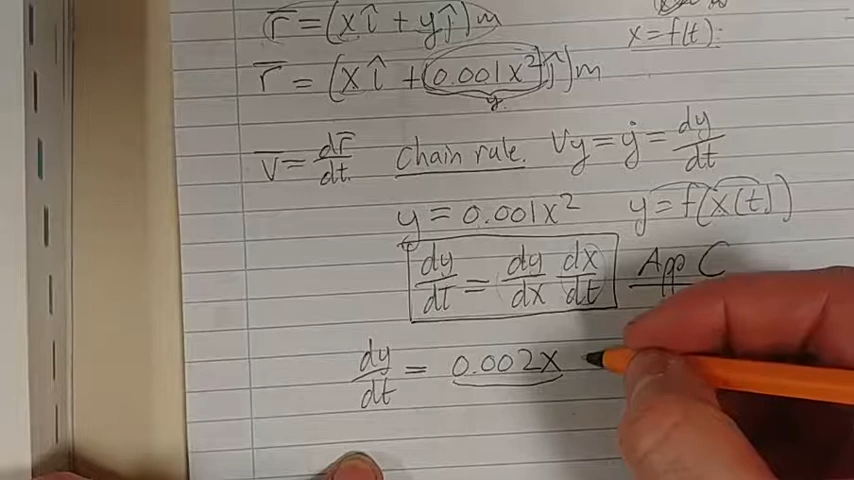 r̅ = (x î + y ĵ) m
x = f(t):
r̅ = (x î + (0.001x²) ĵ) m
y
v̅ = dr̅/dt. chain rule. Vy = ẏ = dy/dt
y = 0.001x² y = f(x(t))
dy/dt = dy/dx dx/dt App C
dy/dt = 0.002x